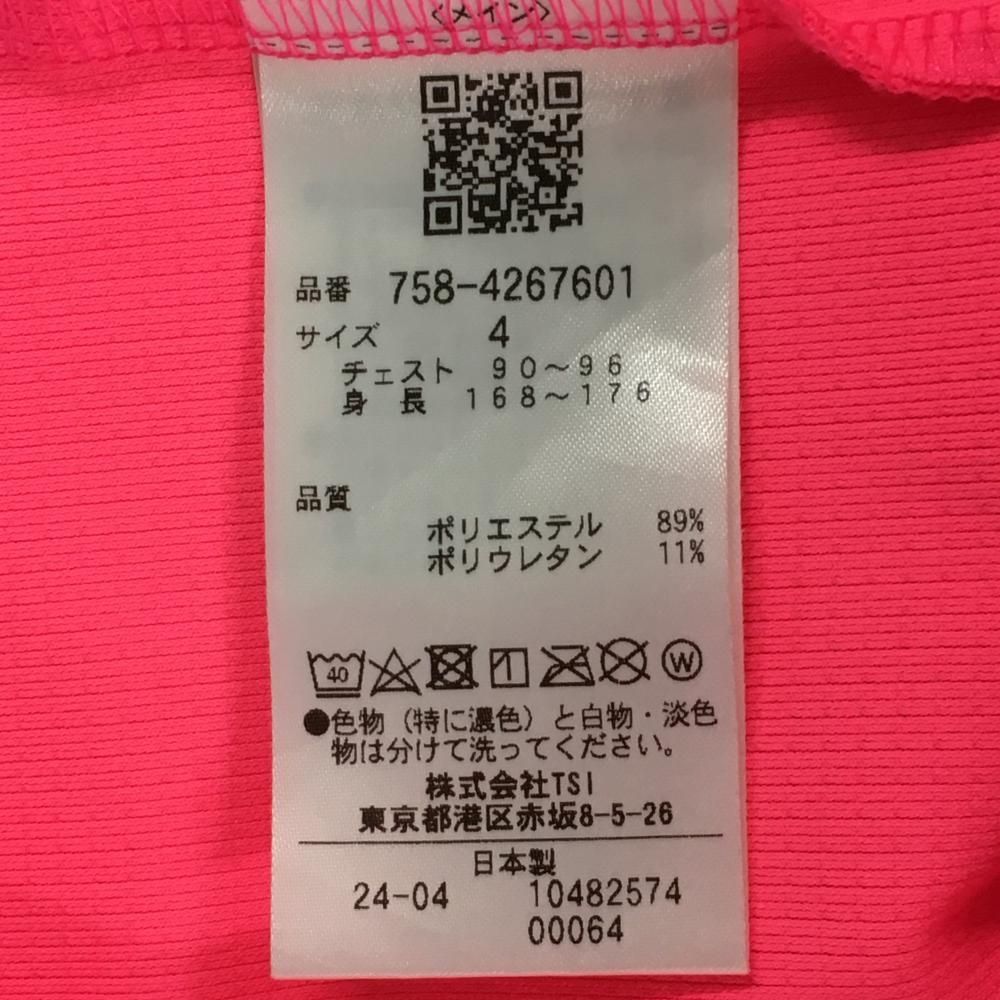 <メイン>
品番 758-4267601
サイズ 4
チェスト 90~96
身長 168~176
品質
ポリエステル 89%
ポリウレタン 11%
40 W
●色物（特に濃色）と白物・淡色
物は分けて洗ってください。
株式会社TSI
東京都港区赤坂8-5-26
日本製
24-04 10482574
00064